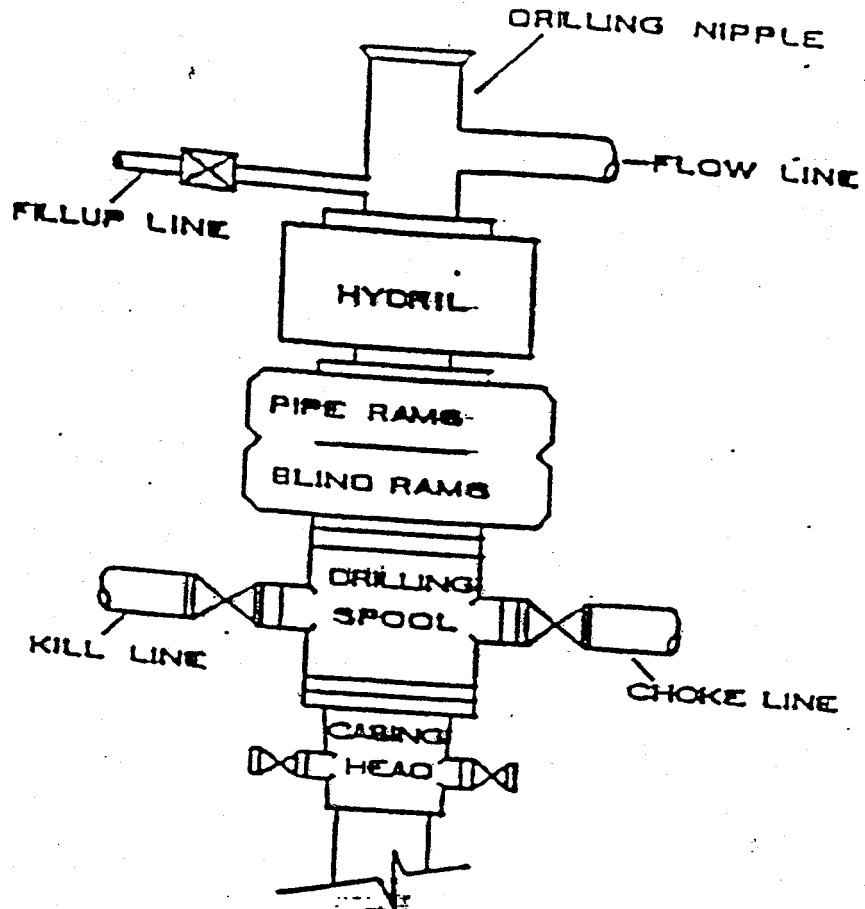 DRILLING NIPPLE
FLOW LINE
FILLUP LINE
HYDRIL
PIPE RAMS
BLIND RAMS
DRILLING
SPOOL
KILL LINE
CHOKE LINE
CASING
HEAD